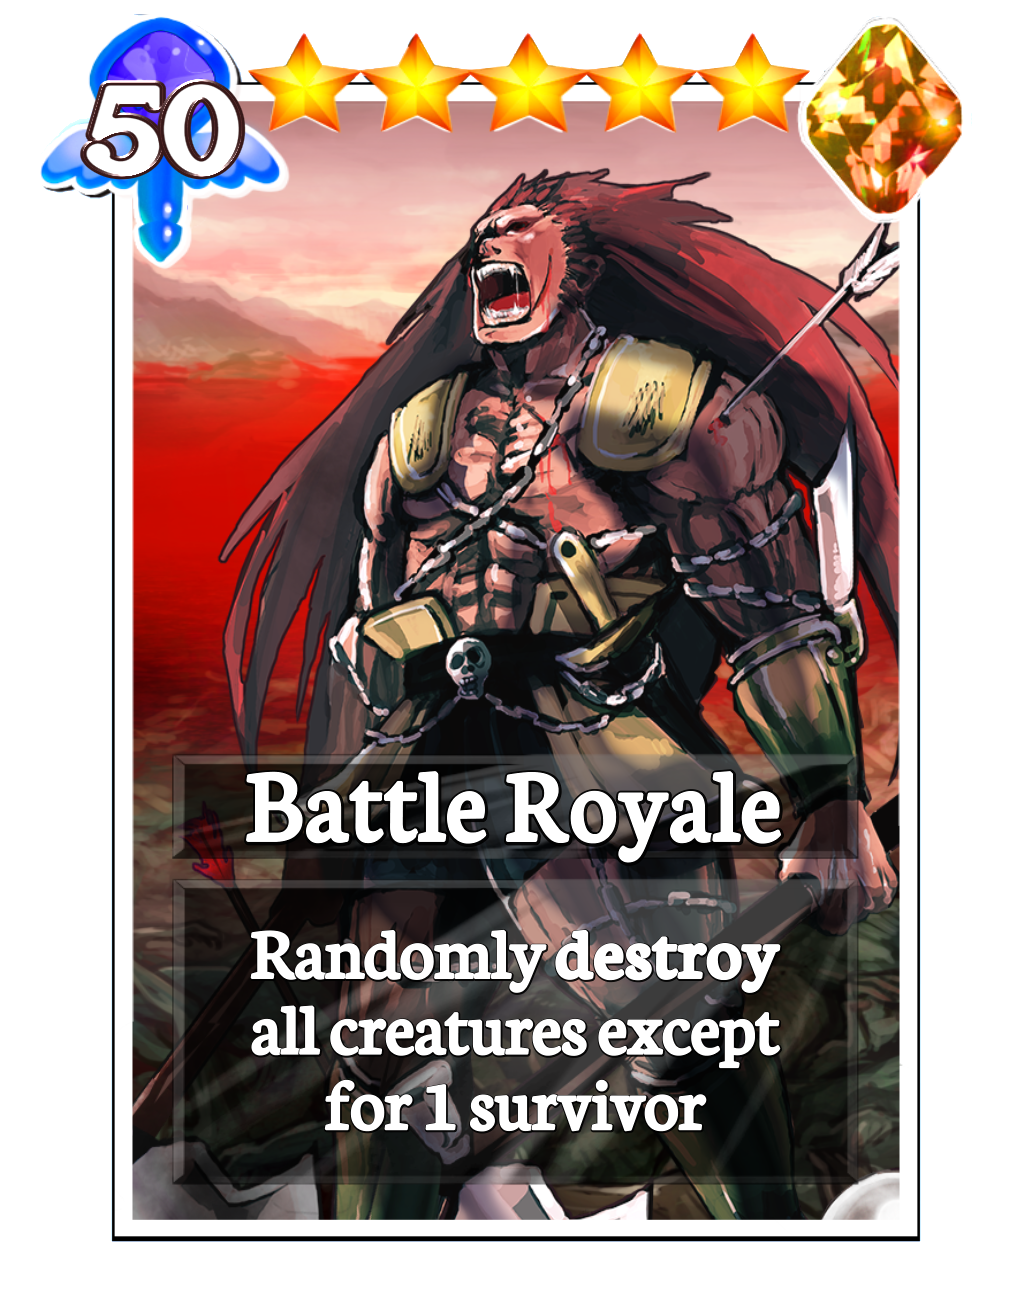 50
Battle Royale
Randomly destroy
all creatures except
for 1 survivor